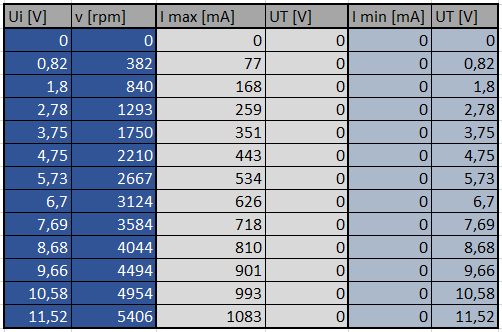 Ui [V] v [rpm] I max [mA] UT [V] I min [mA] UT [V]
0 0 0 0 0 0
0,82 382 77 0 0 0,82
1,8 840 168 0 0 1,8
2,78 1293 259 0 0 2,78
3,75 1750 351 0 0 3,75
4,75 2210 443 0 0 4,75
5,73 2667 534 0 0 5,73
6,7 3124 626 0 0 6,7
7,69 3584 718 0 0 7,69
8,68 4044 810 0 0 8,68
9,66 4494 901 0 0 9,66
10,58 4954 993 0 0 10,58
11,52 5406 1083 0 0 11,52